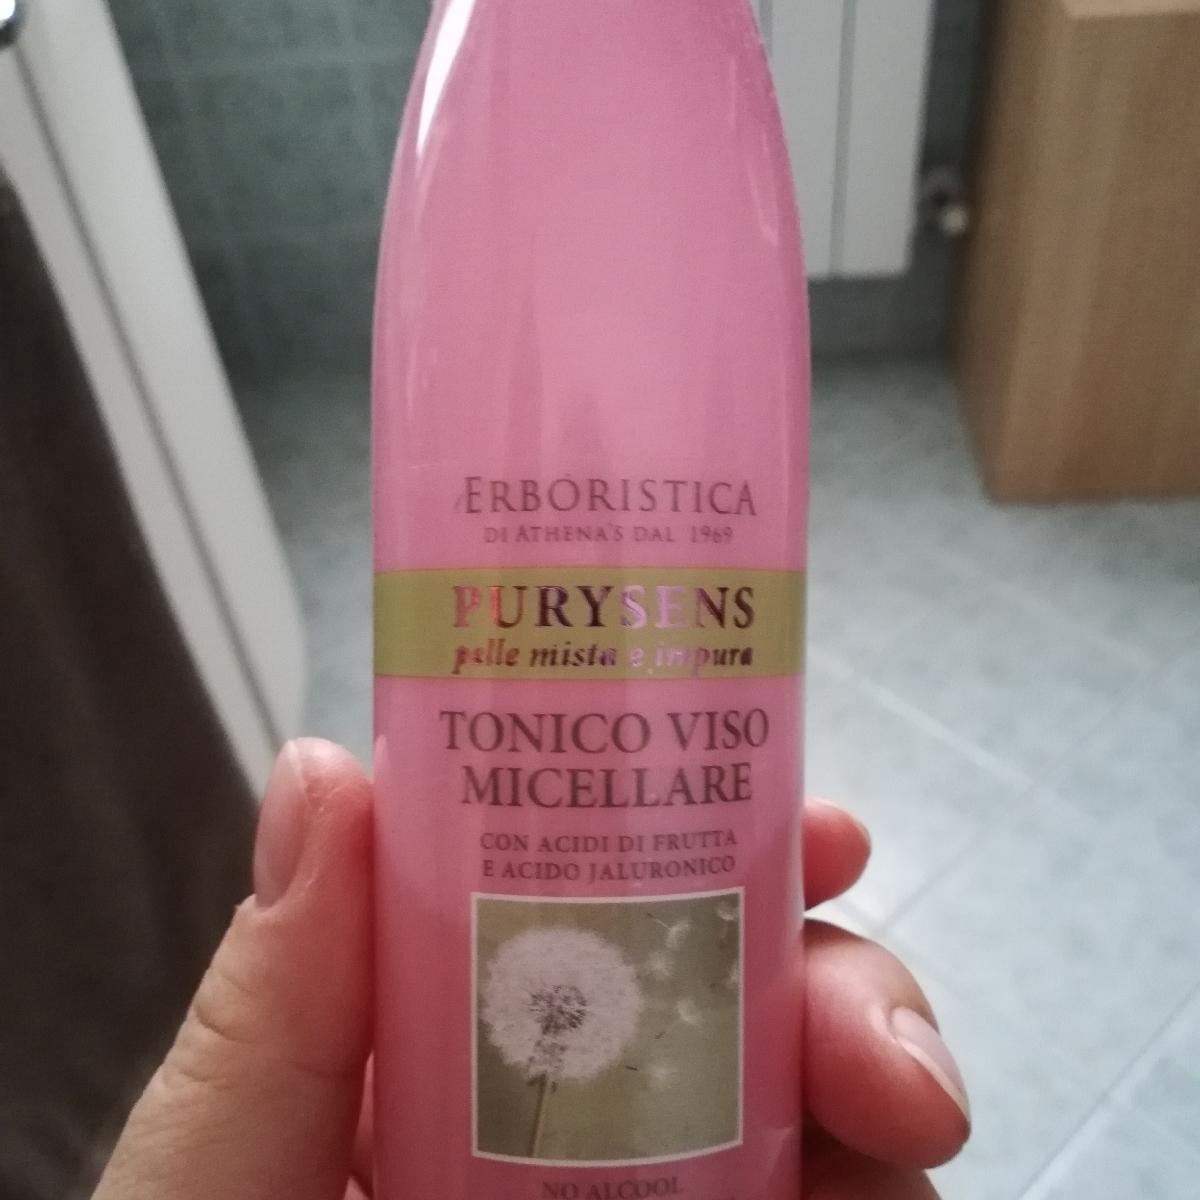 ERBORISTICA
DI ATHENA'S DAL 1969
PURYSENS
pelle mista e impura
TONICO VISO
MICELLARE
CON ACIDI DI FRUTTA
E ACIDO JALURONICO
NO ALCOOL